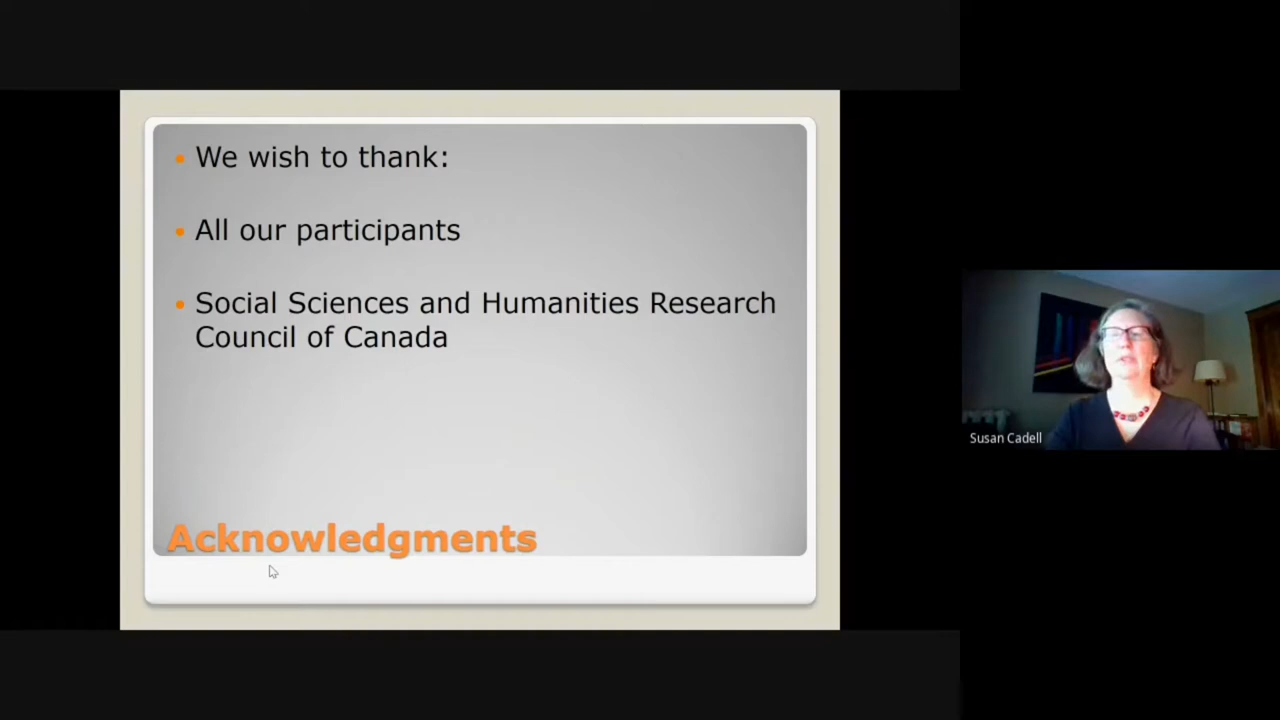 We wish to thank:
All our participants
Social Sciences and Humanities Research
Council of Canada
Acknowledgments
Susan Cadell